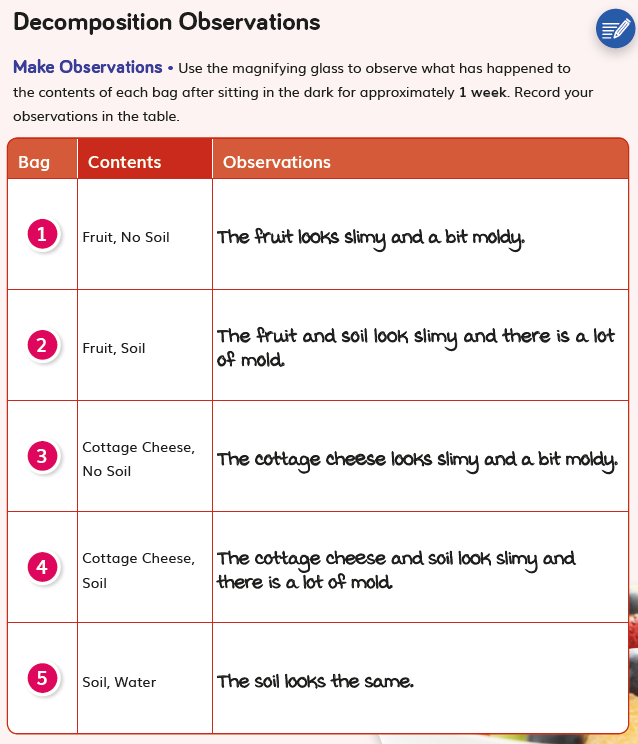 Decomposition Observations
Make Observations • Use the magnifying glass to observe what has happened to
the contents of each bag after sitting in the dark for approximately 1 week. Record your
observations in the table.
Bag Contents Observations
1 Fruit, No Soil The fruit looks slimy and a bit moldy.
2 Fruit, Soil The fruit and soil look slimy and there is a lot
of mold.
3 Cottage Cheese,
No Soil The cottage cheese looks slimy and a bit moldy.
4 Cottage Cheese,
Soil The cottage cheese and soil look slimy and
there is a lot of mold.
5 Soil, Water The soil looks the same.